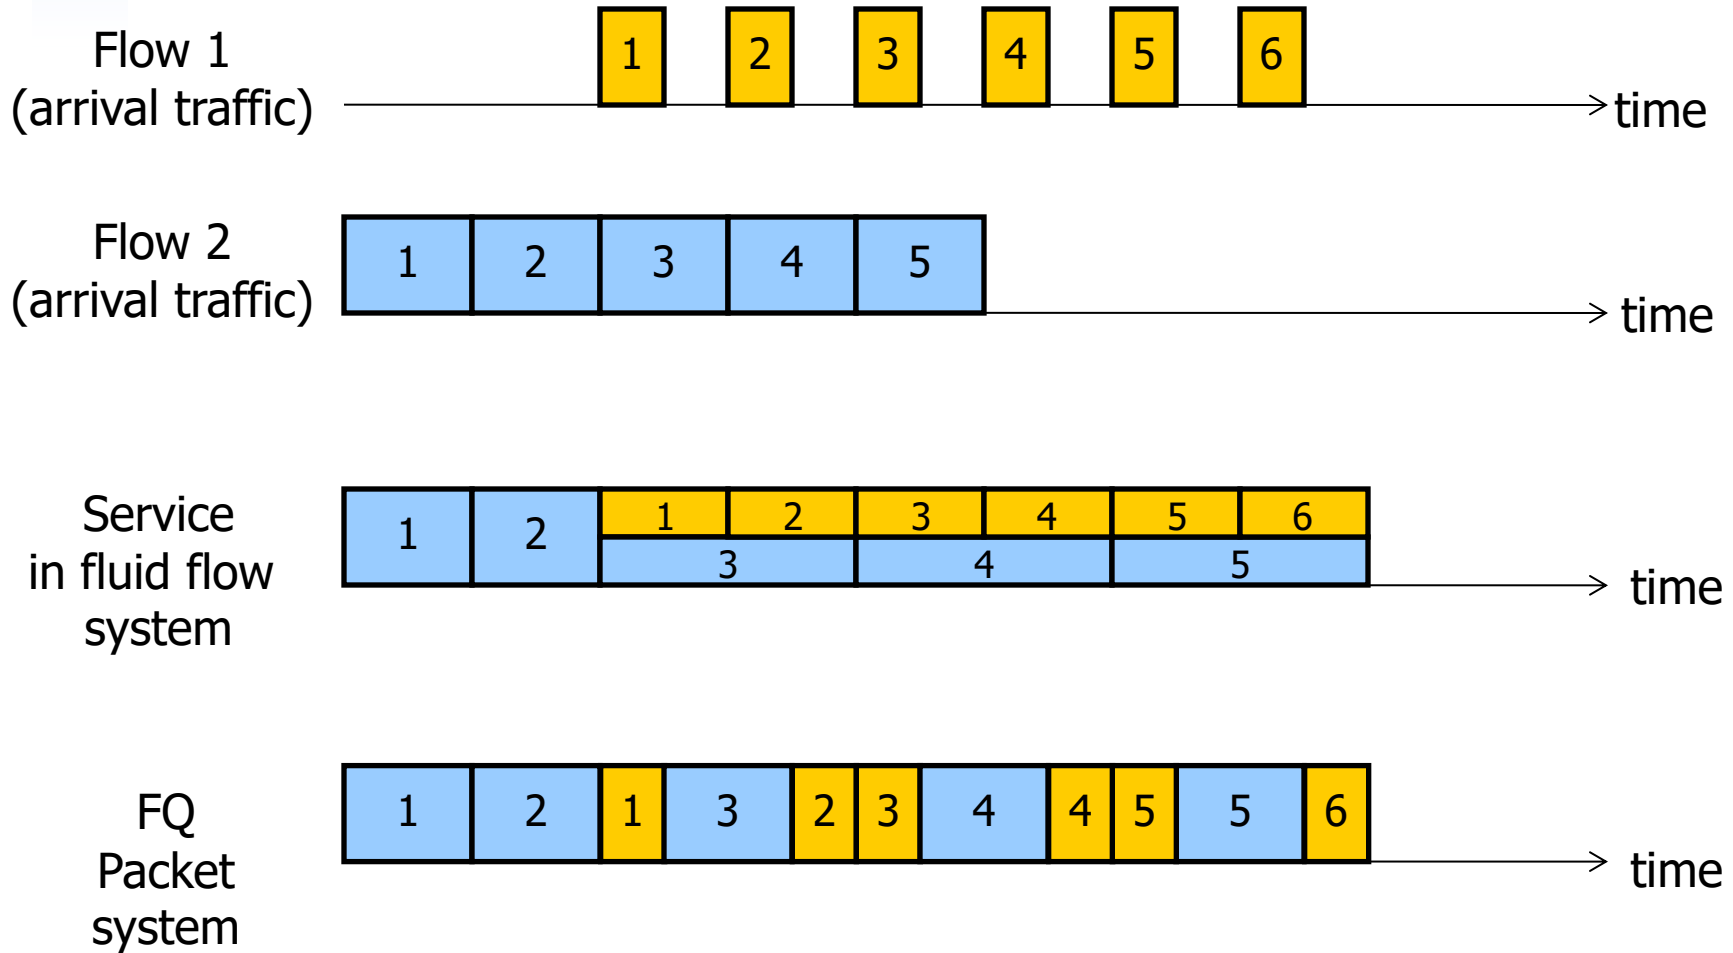 Flow 1
(arrival traffic)
1 2 3 4 5 6
time
Flow 2
(arrival traffic)
1 2 3 4 5
time
Service
in fluid flow
system
1 2
1 2 3 4 5 6
3 4 5
time
FQ
Packet
system
1 2 1 3 2 3 4 4 5 5 6
time